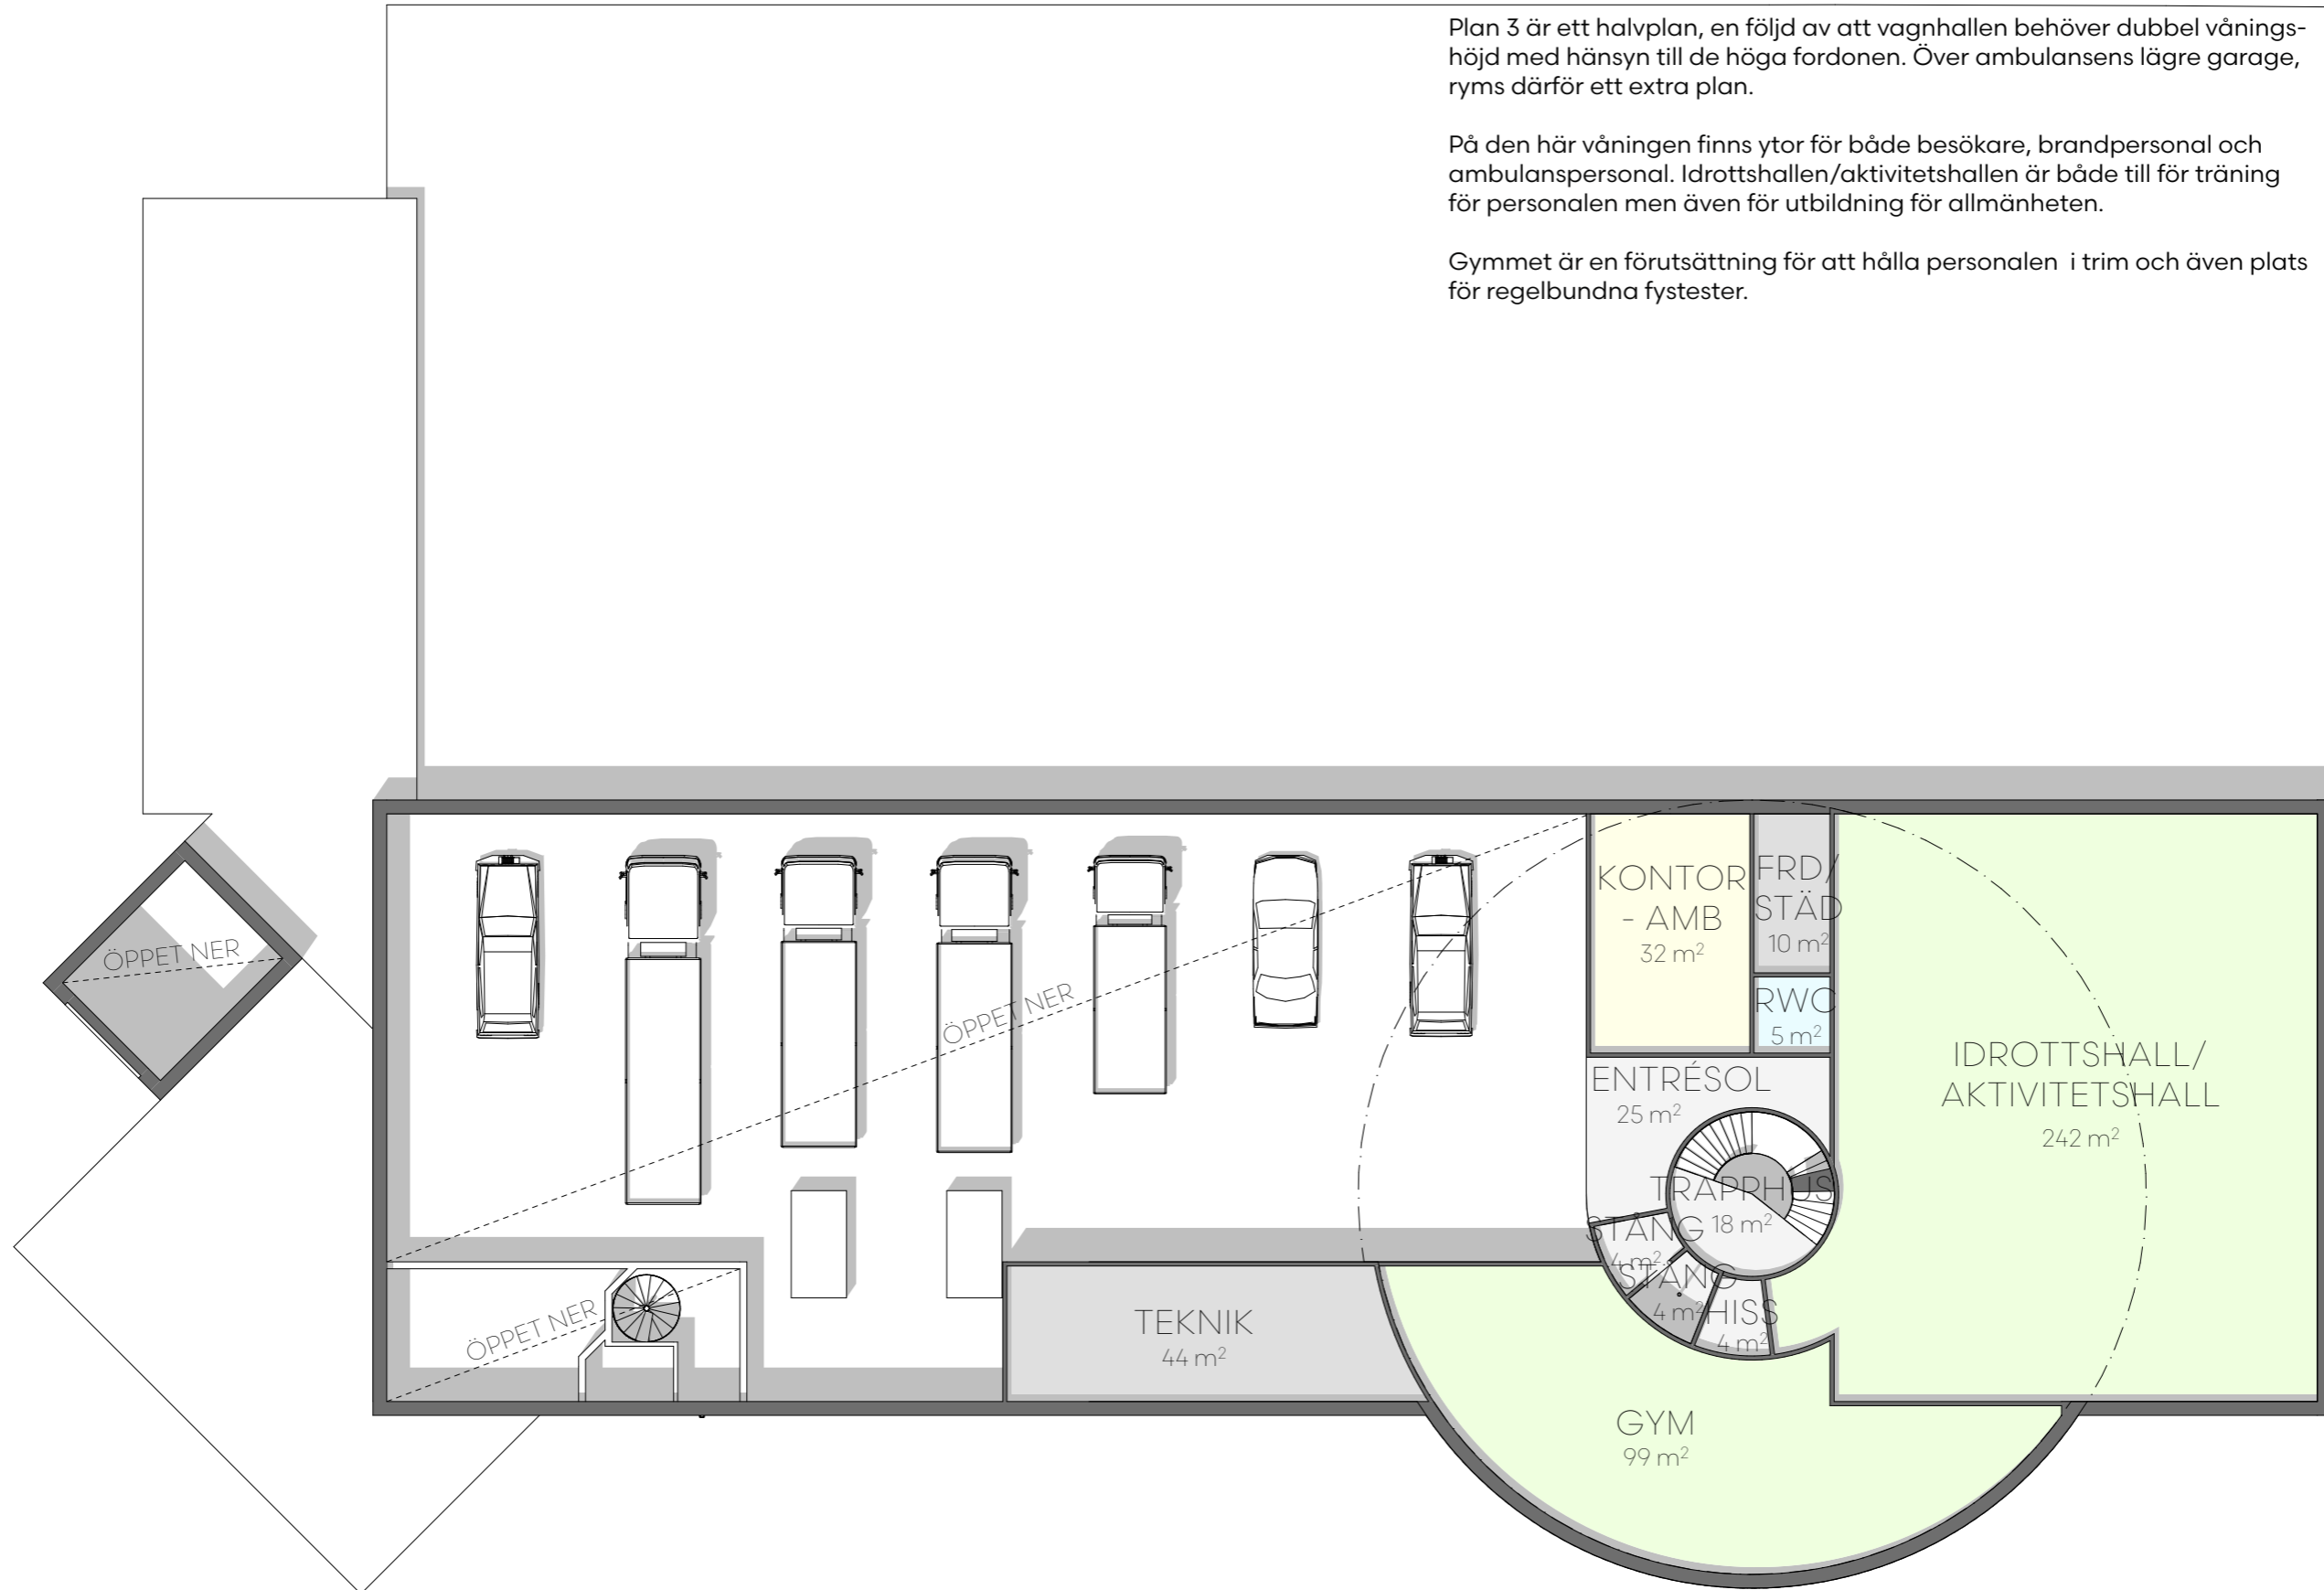 Plan 3 är ett halvplan, en följd av att vagnhallen behöver dubbel vånings-
höjd med hänsyn till de höga fordonen. Över ambulansens lägre garage,
ryms därför ett extra plan.
På den här våningen finns ytor för både besökare, brandpersonal och
ambulanspersonal. Idrottshallen/aktivitetshallen är både till för träning
för personalen men även för utbildning för allmänheten.
Gymmet är en förutsättning för att hålla personalen i trim och även plats
för regelbundna fystester.
KONTOR
- AMB
32 m²
FRD/
STÄD
10 m²
RWC
5 m²
ÖPPET NER
ÖPPET NER
IDROTTSHALL/
AKTIVITETSHALL
242 m²
ENTRÉSOL
25 m²
TRAPPHUS
18 m²
STÅNG
4 m²
STÅNG
4 m²
HISS
4 m²
ÖPPET NER
TEKNIK
44 m²
GYM
99 m²